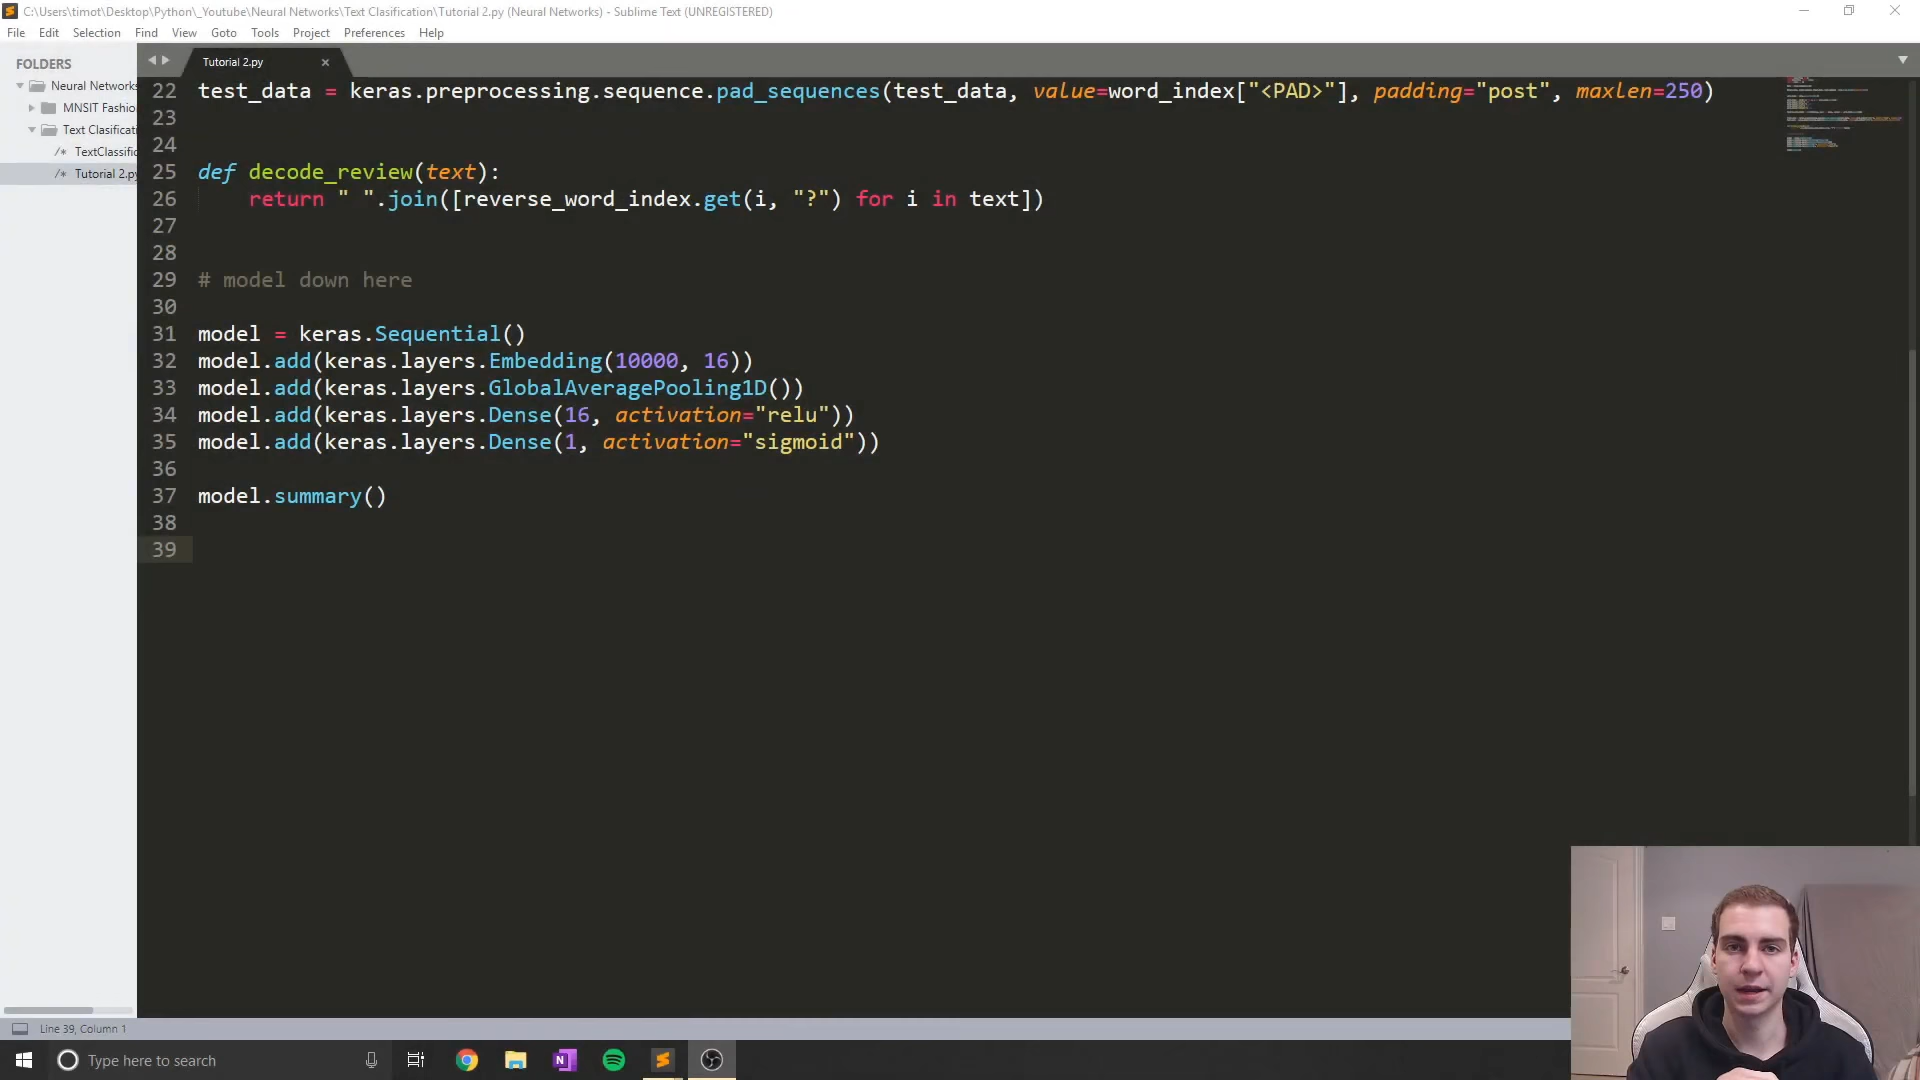 C:\Users\timot\Desktop\Python\_Youtube\Neural Networks\Text Clasification\Tutorial 2.py (Neural Networks) - Sublime Text (UNREGISTERED)
File Edit Selection Find View Goto Tools Project Preferences Help
FOLDERS
Neural Networks
MNSIT Fashio
Text Clasificati
/* TextClassific
/* Tutorial 2.py
Tutorial 2.py ×
22 test_data = keras.preprocessing.sequence.pad_sequences(test_data, value=word_index["<PAD>"], padding="post", maxlen=250)
23
24
25 def decode_review(text):
26     return " ".join([reverse_word_index.get(i, "?") for i in text])
27
28
29 # model down here
30
31 model = keras.Sequential()
32 model.add(keras.layers.Embedding(10000, 16))
33 model.add(keras.layers.GlobalAveragePooling1D())
34 model.add(keras.layers.Dense(16, activation="relu"))
35 model.add(keras.layers.Dense(1, activation="sigmoid"))
36
37 model.summary()
38
39
Line 39, Column 1
Type here to search